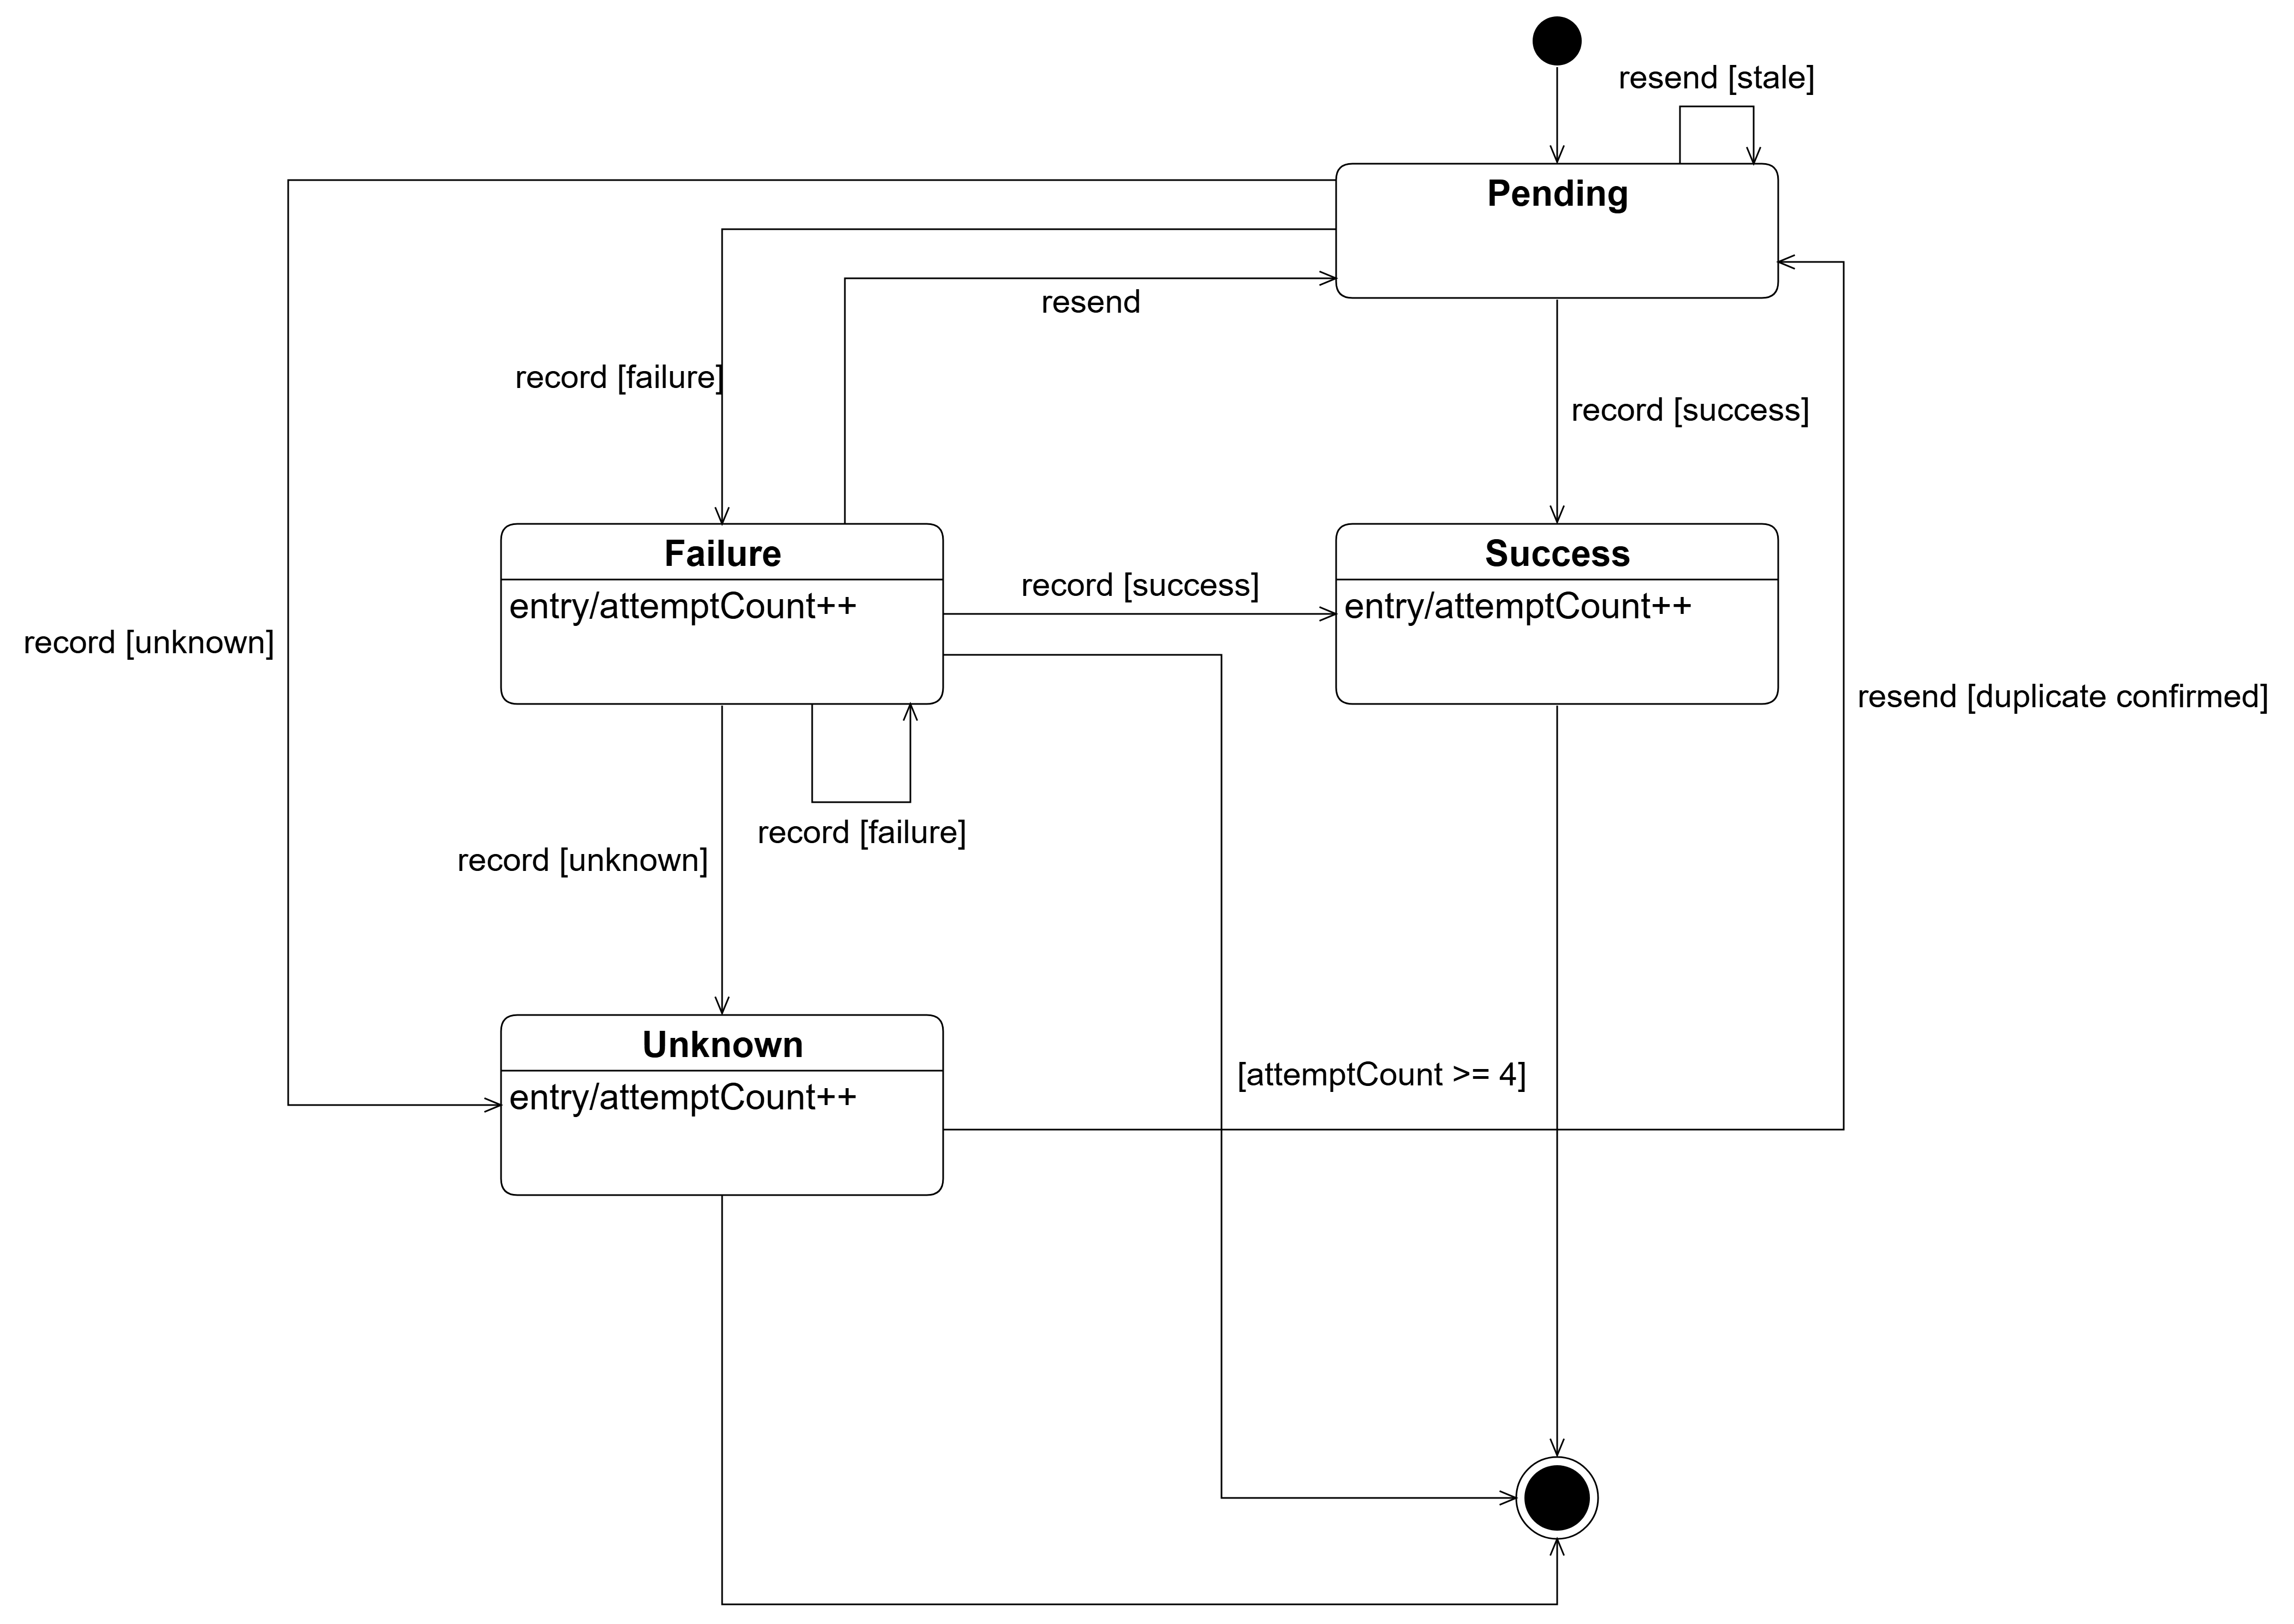 resend [stale]
Pending
resend
record [failure]
record [success]
Failure
entry/attemptCount++
record [success]
Success
entry/attemptCount++
record [unknown]
resend [duplicate confirmed]
record [failure]
record [unknown]
Unknown
entry/attemptCount++
[attemptCount >= 4]